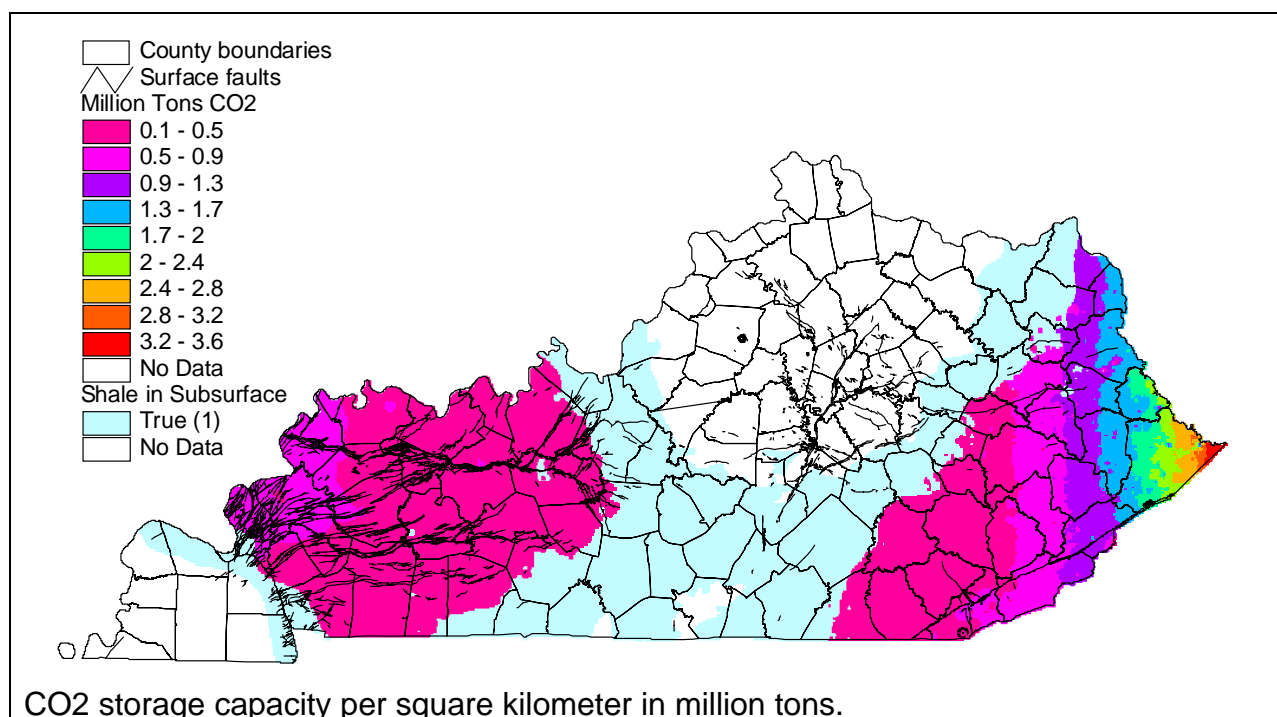 County boundaries
Surface faults
Million Tons CO2
0.1 - 0.5
0.5 - 0.9
0.9 - 1.3
1.3 - 1.7
1.7 - 2
2 - 2.4
2.4 - 2.8
2.8 - 3.2
3.2 - 3.6
No Data
Shale in Subsurface
True (1)
No Data
CO2 storage capacity per square kilometer in million tons.